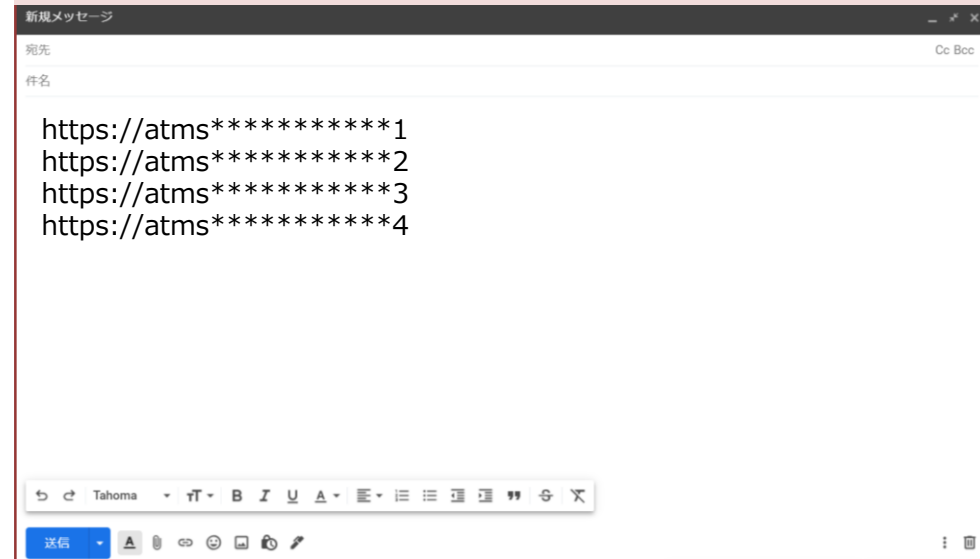 新規メッセージ
宛先
Cc Bcc
件名
https://atms***********1
https://atms***********2
https://atms***********3
https://atms***********4
Tahoma
送信